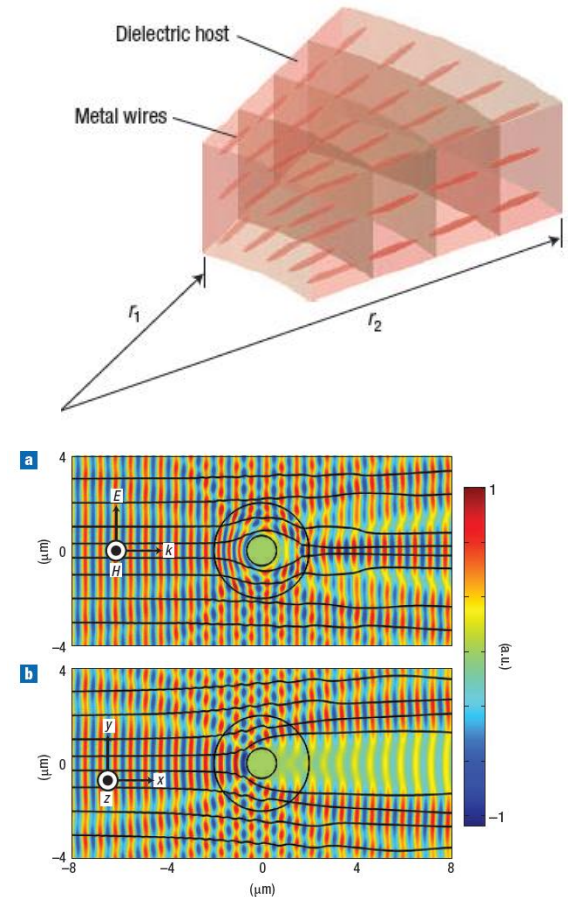 Dielectric host
Metal wires
r1
r2
a
4
(μm)
0
−4
E
k
H
1
(a.u.)
−1
b
4
(μm)
0
−4
y
x
z
−8
−4
0
4
8
(μm)